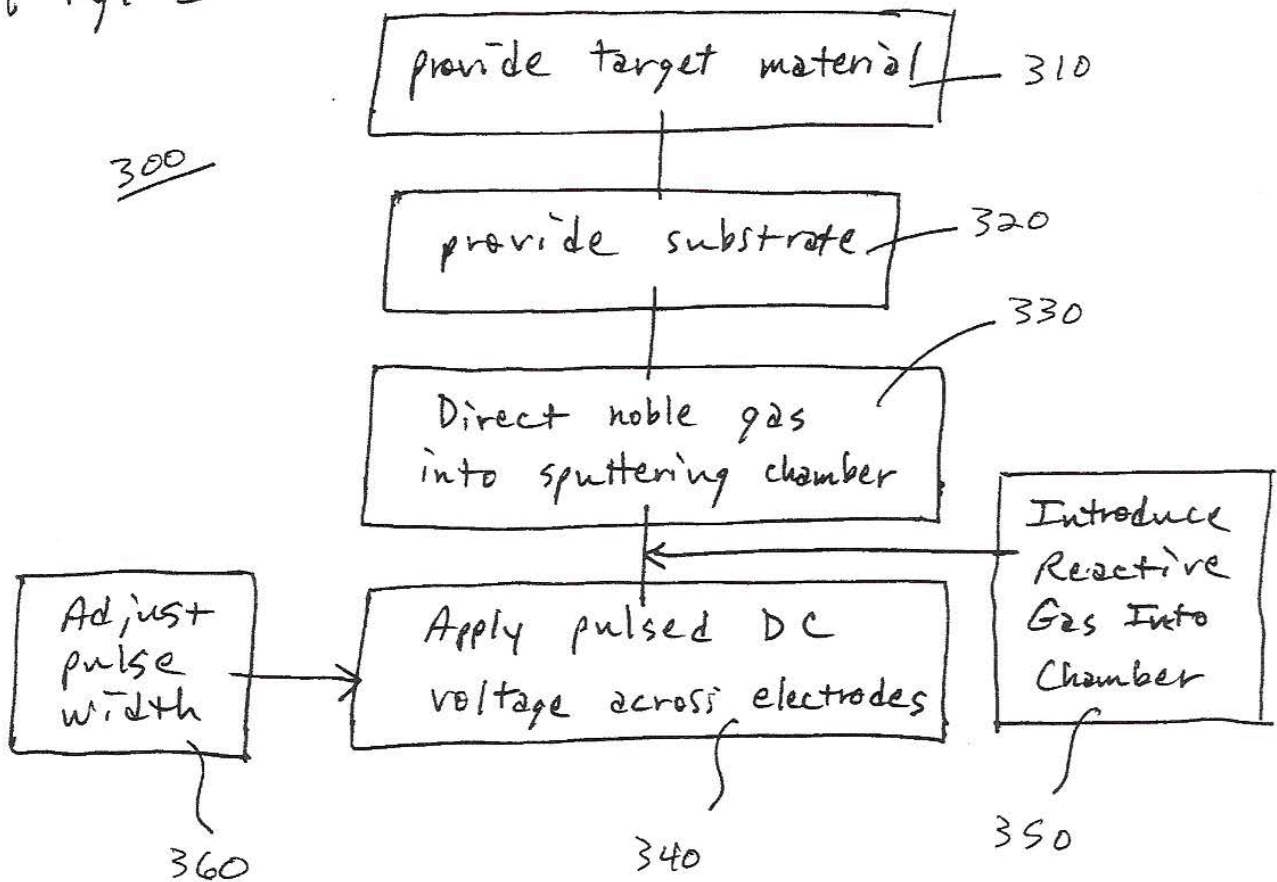 provide target material
310
300
provide substrate
320
330
Direct noble gas
into sputtering chamber
Introduce
Reactive
Gas Into
Chamber
Adjust
pulse
width
Apply pulsed DC
voltage across electrodes
360
340
350